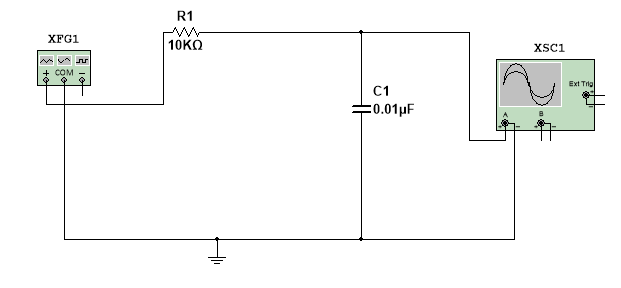 R1
10KΩ
XFG1
+ COM −
C1
0.01µF
XSC1
Ext Trig
+
−
A B
+ − + −